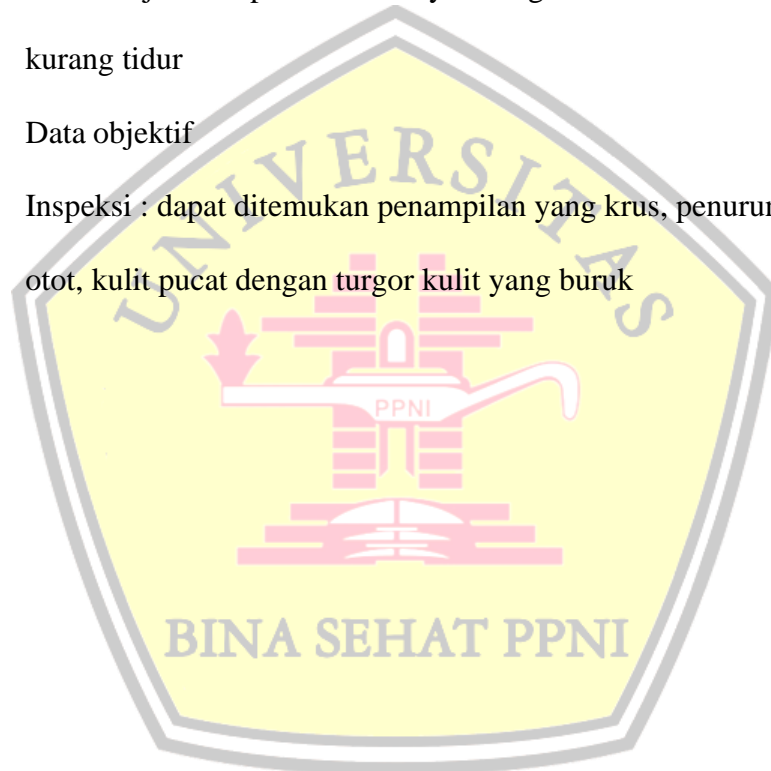 kurang tidur
Data objektif
Inspeksi : dapat ditemukan penampilan yang krus,
otot, kulit pucat dengan turgor kulit yang buruk
UNIVERSITAS
PPNI
BINA SEHAT PPNI